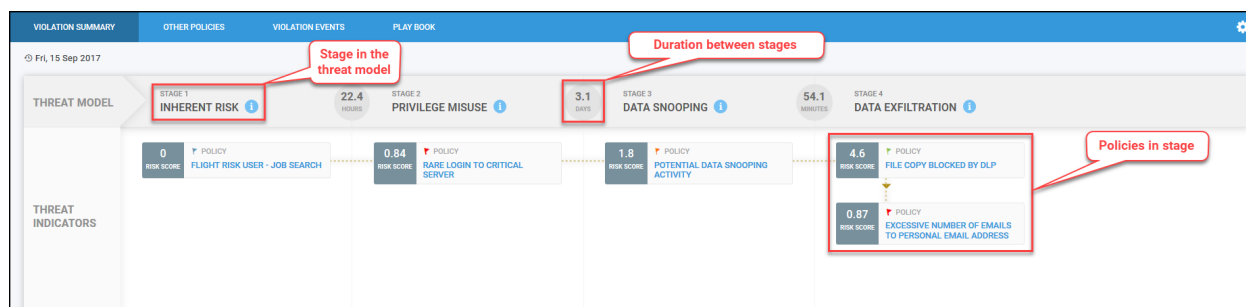 VIOLATION SUMMARY
OTHER POLICIES
VIOLATION EVENTS
PLAY BOOK
Fri, 15 Sep 2017
Stage in the
threat model
Duration between stages
THREAT MODEL
STAGE 1
INHERENT RISK
22.4
HOURS
STAGE 2
PRIVILEGE MISUSE
3.1
DAYS
STAGE 3
DATA SNOOPING
54.1
MINUTES
STAGE 4
DATA EXFILTRATION
THREAT
INDICATORS
0
RISK SCORE
POLICY
FLIGHT RISK USER - JOB SEARCH
0.84
RISK SCORE
POLICY
RARE LOGIN TO CRITICAL
SERVER
1.8
RISK SCORE
POLICY
POTENTIAL DATA SNOOPING
ACTIVITY
4.6
RISK SCORE
POLICY
FILE COPY BLOCKED BY DLP
Policies in stage
0.87
RISK SCORE
POLICY
EXCESSIVE NUMBER OF EMAILS
TO PERSONAL EMAIL ADDRESS